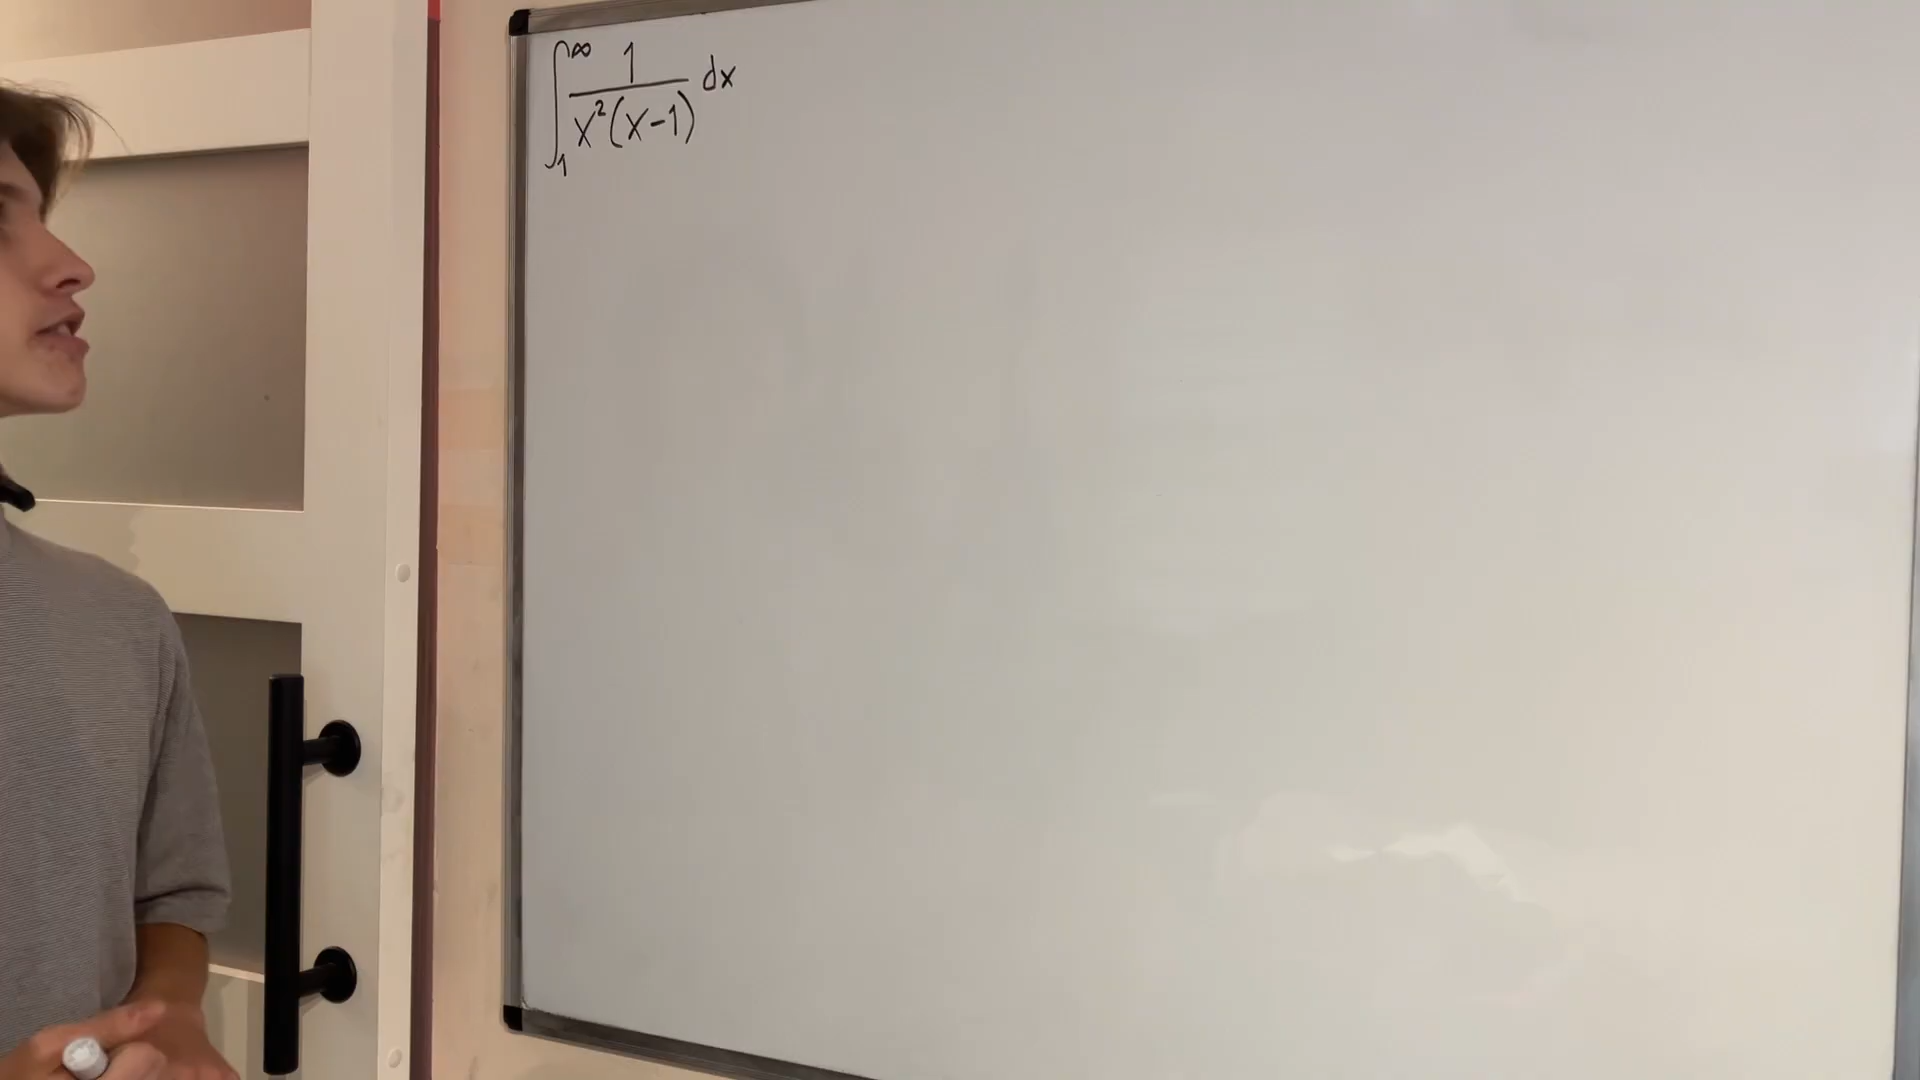 ∫₁^∞ 1/(x²(x-1)) dx